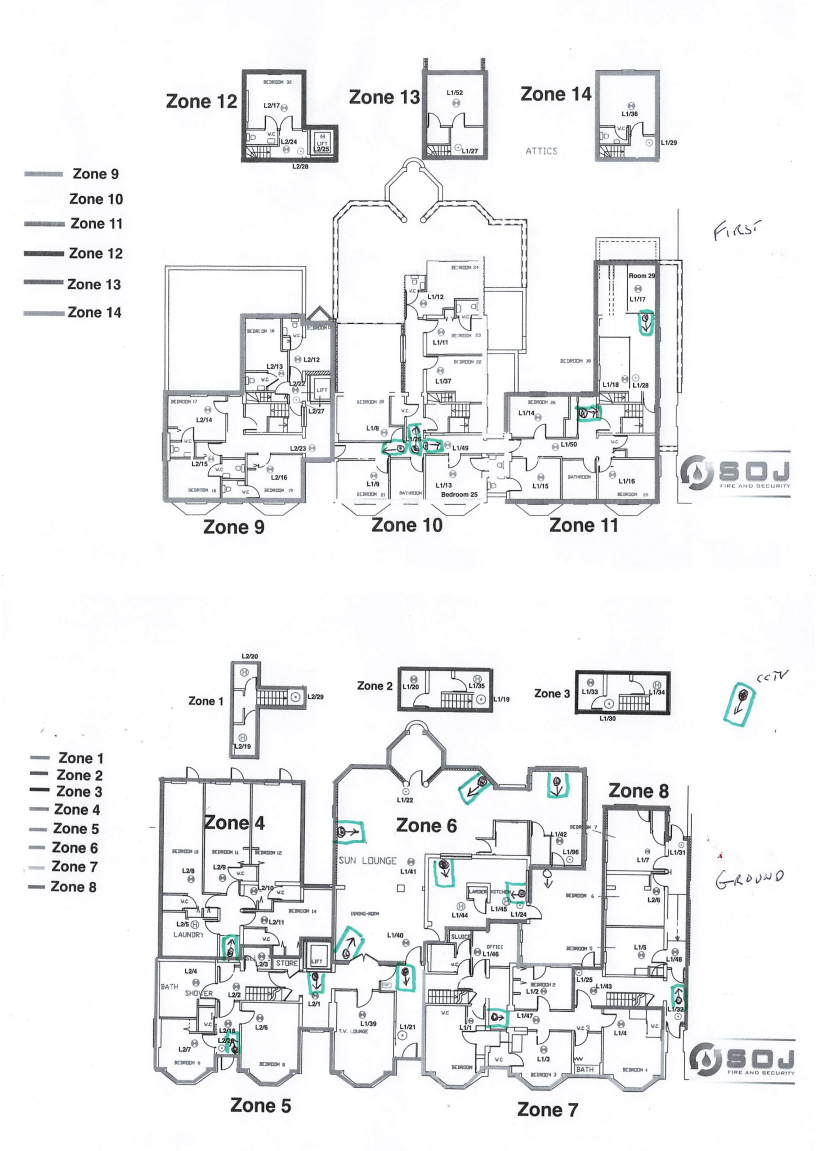 Zone 12
BEDROOM 32
L2/17
W.C
L2/24
LIFT
L2/25
L2/28
Zone 13
L1/52
L1/27
Zone 14
L1/36
W.C
L1/29
ATTICS
Zone 9
Zone 10
Zone 11
Zone 12
Zone 13
Zone 14
FIRST
BEDROOM 16
W.C
L2/12
L2/13
W.C
L2/22
LIFT
L2/27
BEDROOM 17
L2/14
W.C
L2/23
L2/15
W.C
L2/16
BEDROOM 18
W.C
BEDROOM 19
Zone 9
BEDROOM 24
W.C
L1/12
W.C
BEDROOM 23
L1/11
BEDROOM 22
L1/37
BEDROOM 20
W.C
L1/8
L1/26
L1/49
L1/9
L1/13
BEDROOM 21
BATHROOM
Bedroom 25
W.C
Zone 10
Room 29
L1/17
BEDROOM 30
L1/18
L1/28
BEDROOM 26
L1/14
L1/50
W.C
L1/15
BATHROOM
L1/16
Zone 11
SOJ
FIRE AND SECURITY
L2/20
Zone 1
L2/29
L2/19
Zone 2
L1/20
L1/35
L1/19
Zone 3
L1/33
L1/34
L1/30
CCTV
Zone 1
Zone 2
Zone 3
Zone 4
Zone 5
Zone 6
Zone 7
Zone 8
GROUND
Zone 4
BEDROOM 10
BEDROOM 11
BEDROOM 12
L2/8
L2/9
W.C
L2/10
W.C
W.C
L2/5
LAUNDRY
L2/11
BEDROOM 14
W.C
L2/3
STORE
LIFT
L2/4
BATH
SHOVER
L2/2
L2/1
W.C
L2/18
L2/6
L2/26
L2/7
BEDROOM 9
BEDROOM 8
Zone 5
L1/22
Zone 6
SUN LOUNGE
L1/41
DINING-ROOM
L1/40
L1/39
T.V. LOUNGE
L1/21
L1/42
L1/96
LARDER
KITCHEN
L1/44
L1/45
L1/24
Zone 8
BEDROOM 7
L1/7
L1/31
BEDROOM 6
L2/6
BEDROOM 5
L1/5
L1/48
SLUICE
OFFICE
L1/46
W.C
BEDROOM 2
L1/2
L1/25
L1/43
L1/32
W.C
L1/1
L1/47
W.C
L1/4
W.C
L1/3
BEDROOM
W.C
BEDROOM 3
BATH
BEDROOM 4
Zone 7
SOJ
FIRE AND SECURITY